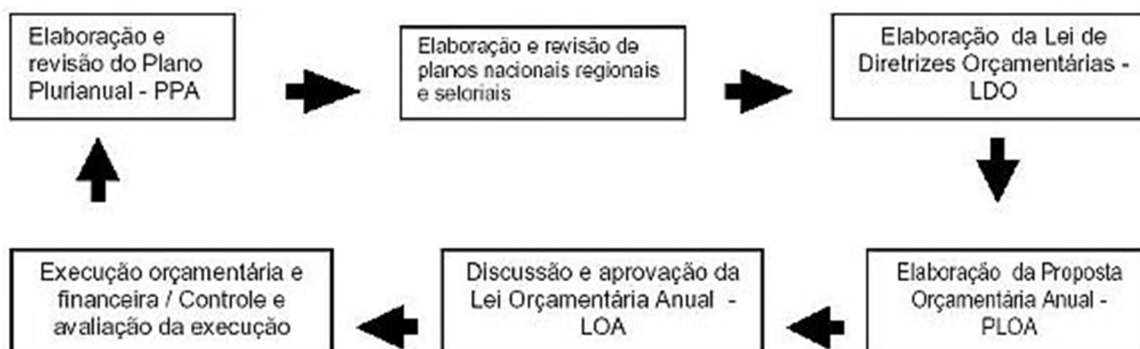 Elaboração e
revisão do Plano
Plurianual - PPA
Elaboração e revisão de
planos nacionais regionais
e setoriais
Elaboração da Lei de
Diretrizes Orçamentárias -
LDO
Elaboração da Proposta
Orçamentária Anual -
PLOA
Discussão e aprovação da
Lei Orçamentária Anual -
LOA
Execução orçamentária e
financeira / Controle e
avaliação da execução